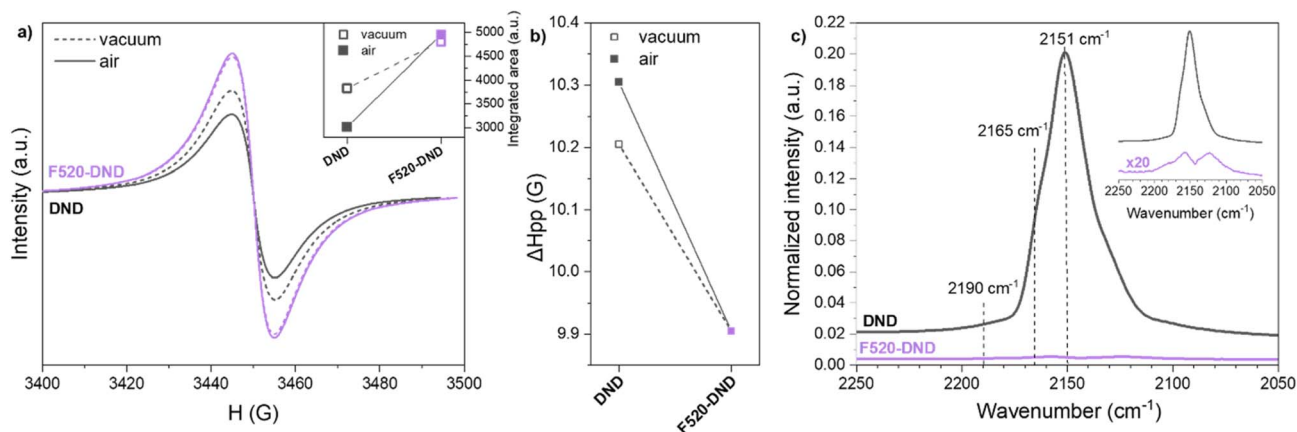 a)
vacuum
air
Intensity (a.u.)
F520-DND
DND
3400
3420
3440
3460
3480
3500
H (G)
vacuum
air
5000
4750
4000
3500
3000
Integrated area (a.u.)
DND
F520-DND
b)
vacuum
air
ΔHpp (G)
10.4
10.3
10.2
10.1
10.0
9.9
DND
F520-DND
c)
Normalized intensity (a.u.)
0.22
0.20
0.18
0.16
0.14
0.12
0.10
0.08
0.06
0.04
0.02
0.00
2151 cm⁻¹
2165 cm⁻¹
2190 cm⁻¹
DND
F520-DND
2250
2200
2150
2100
2050
Wavenumber (cm⁻¹)
x20
2250 2200 2150 2100 2050
Wavenumber (cm⁻¹)